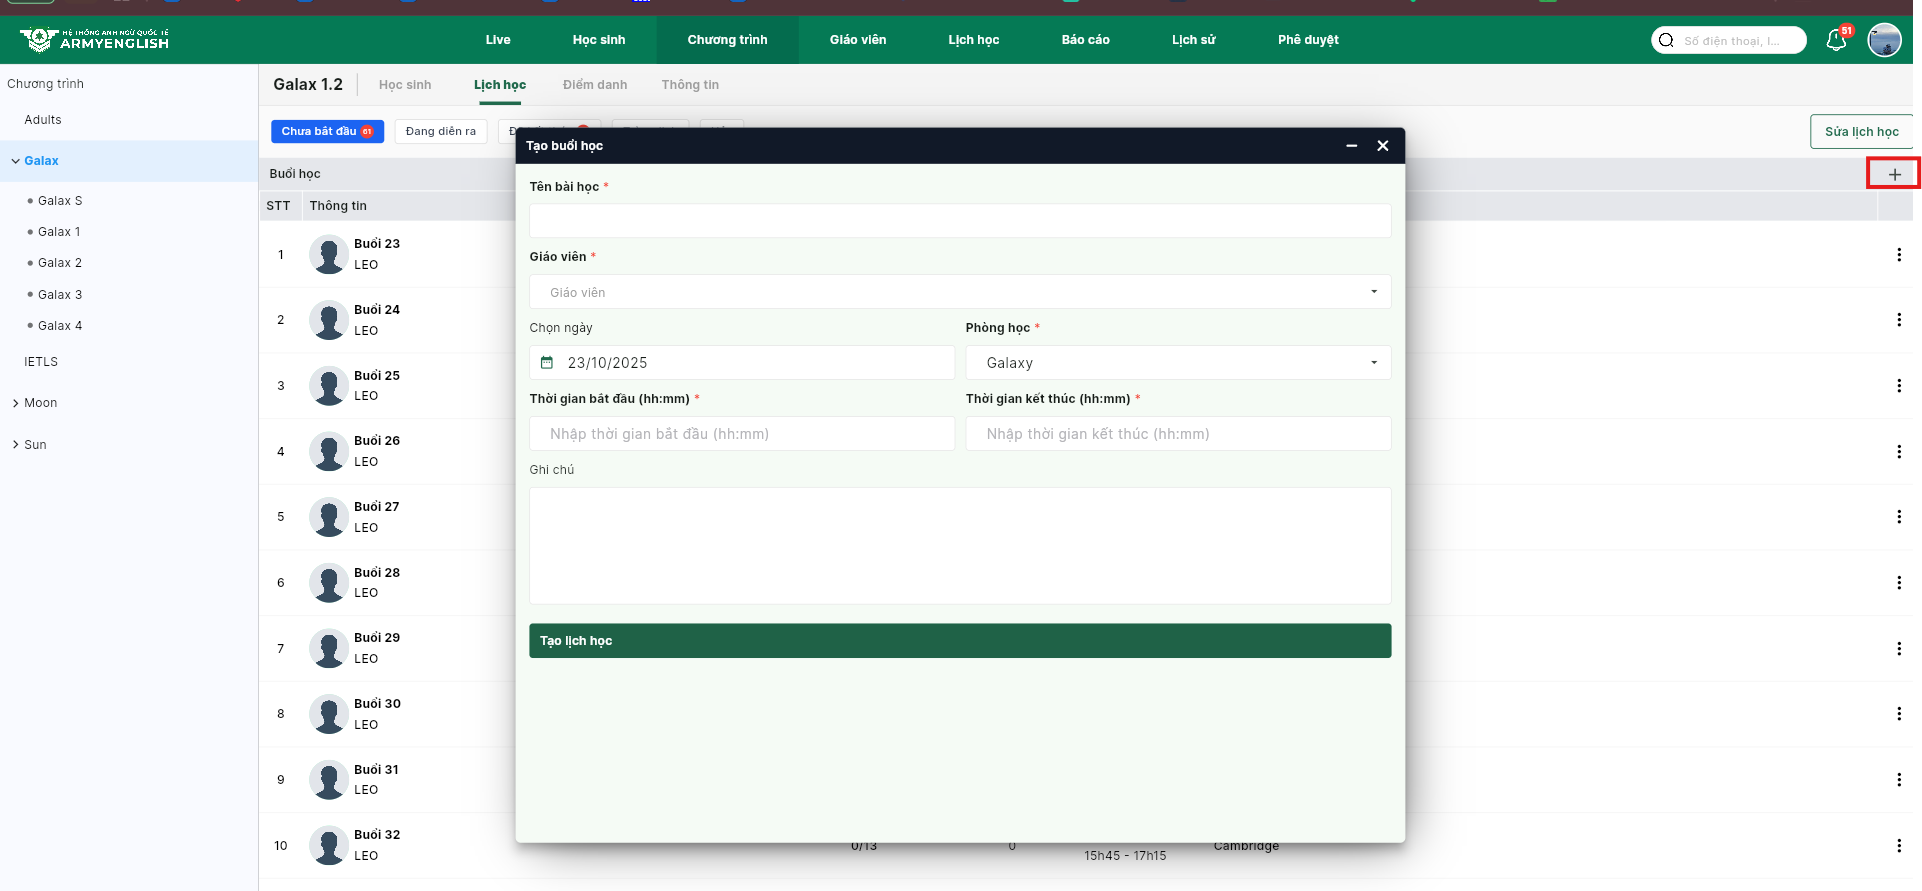 HỆ THỐNG ANH NGỮ QUỐC TẾ
ARMYENGLISH
Live
Học sinh
Chương trình
Giáo viên
Lịch học
Báo cáo
Lịch sử
Phê duyệt
Số điện thoại, l...
51
Chương trình
Adults
Galax
Galax S
Galax 1
Galax 2
Galax 3
Galax 4
IETLS
Moon
Sun
Galax 1.2
Học sinh
Lịch học
Điểm danh
Thông tin
Chưa bắt đầu 61
Đang diễn ra
Sửa lịch học
Buổi học
STT Thông tin
1
Buổi 23
LEO
2
Buổi 24
LEO
3
Buổi 25
LEO
4
Buổi 26
LEO
5
Buổi 27
LEO
6
Buổi 28
LEO
7
Buổi 29
LEO
8
Buổi 30
LEO
9
Buổi 31
LEO
10
Buổi 32
LEO
0/13
0
15h45 - 17h15
Cambridge
Tạo buổi học
Tên bài học *
Giáo viên *
Giáo viên
Chọn ngày
Phòng học *
23/10/2025
Galaxy
Thời gian bắt đầu (hh:mm) *
Thời gian kết thúc (hh:mm) *
Nhập thời gian bắt đầu (hh:mm)
Nhập thời gian kết thúc (hh:mm)
Ghi chú
Tạo lịch học